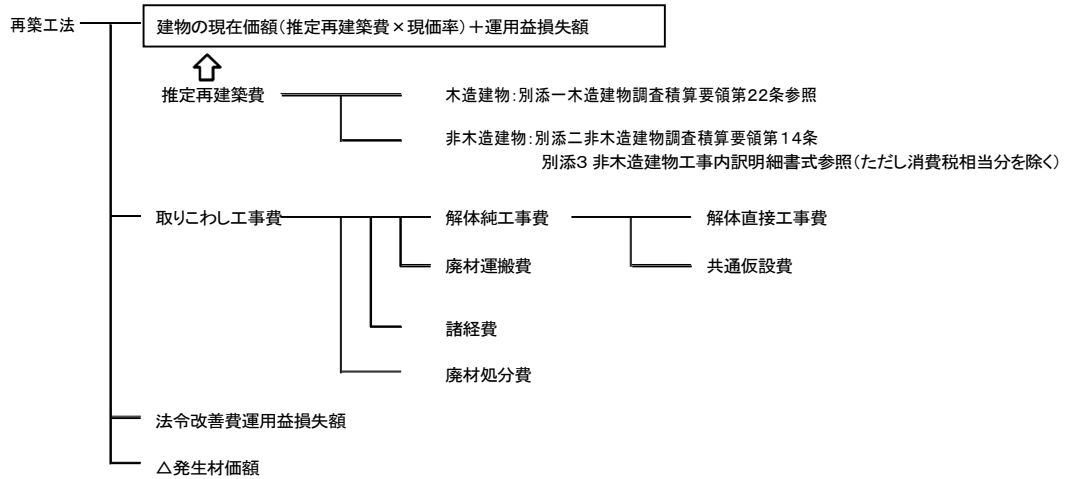 再築工法
建物の現在価額(推定再建築費×現価率)+運用益損失額
推定再建築費
木造建物:別添一木造建物調査積算要領第22条参照
非木造建物:別添二非木造建物調査積算要領第14条
別添3 非木造建物工事内訳明細書式参照(ただし消費税相当分を除く)
取りこわし工事費
解体純工事費
解体直接工事費
廃材運搬費
共通仮設費
諸経費
廃材処分費
法令改善費運用益損失額
△発生材価額